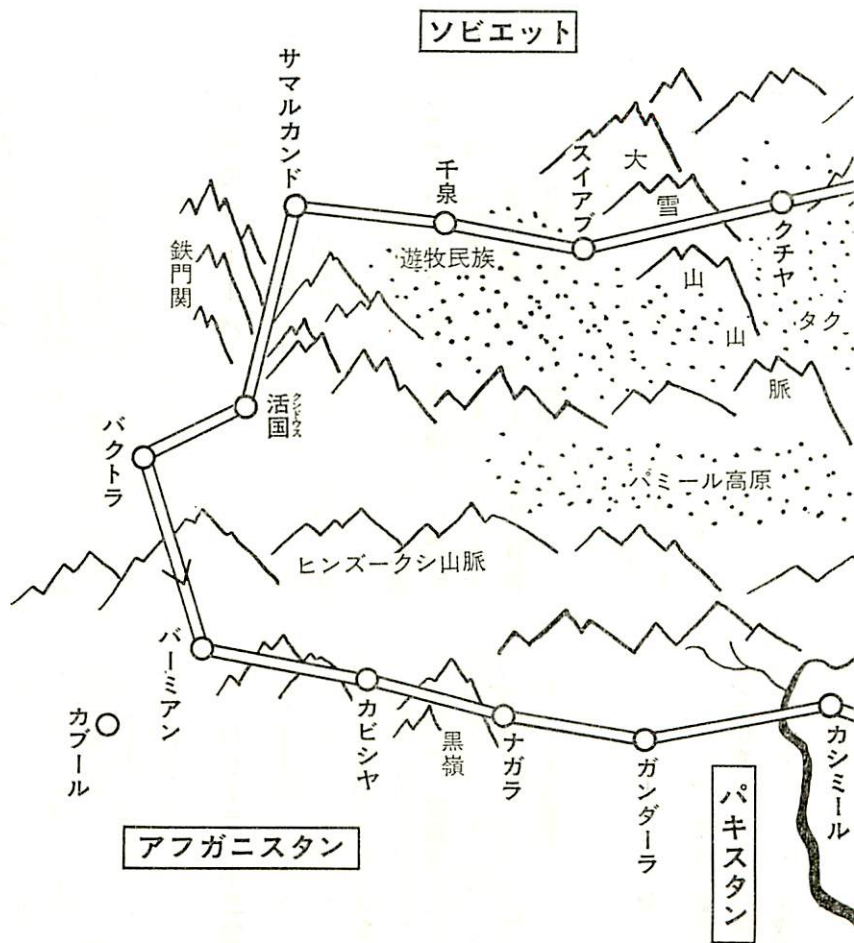 ソビエット
サマルカンド
千泉
スイアブ
大雪山山脈
クチヤ
鉄門関
遊牧民族
タク
活国
クンドウス
バクトラ
パミール高原
ヒンズークシ山脈
バーミアン
カブール
カビシヤ
黒嶺
ナガラ
ガンダーラ
カシミール
アフガニスタン
パキスタン